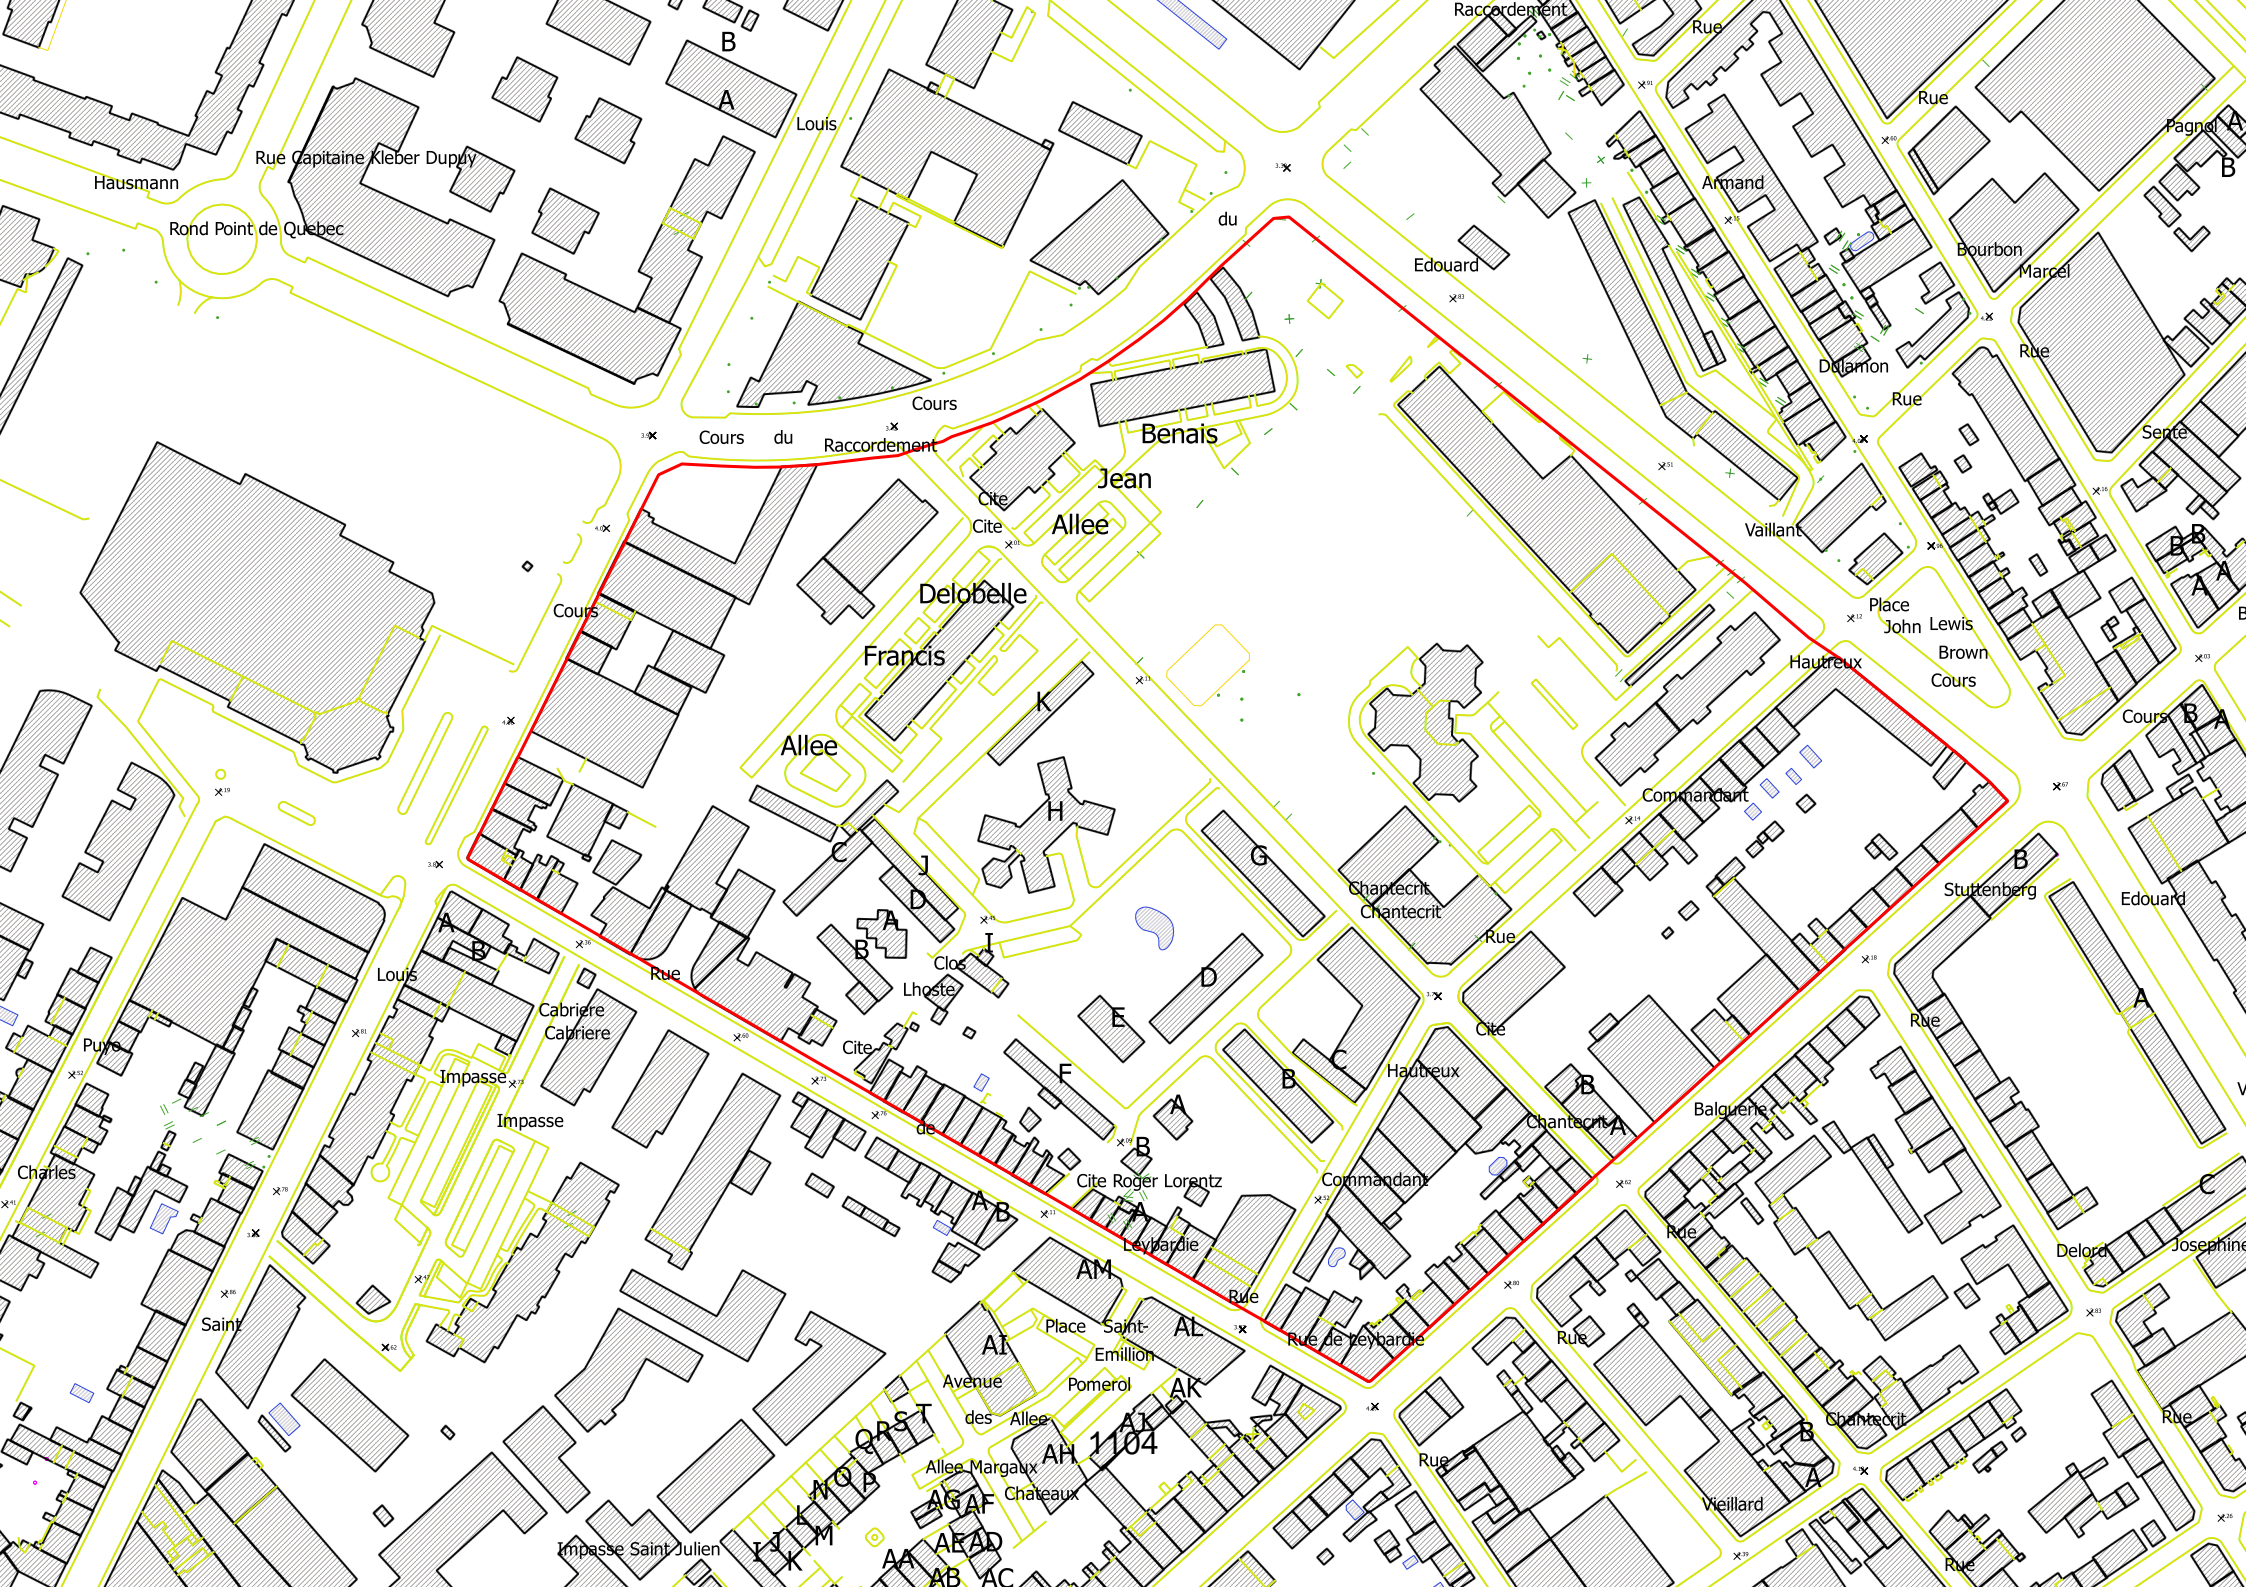 Raccordement
Rue
B
A
Louis
Rue
Pagnol
A
B
Rue Capitaine Kleber Dupuy
Hausmann
Armand
Rond Point de Quebec
du
Edouard
Bourbon
Marcel
Rue
Dulamon
Rue
Cours
Cours
du
Raccordement
Benais
Sente
Jean
Cite
Cite
Allee
Vaillant
B
B
A
A
Delobelle
Cours
Place
John
Lewis
Brown
Cours
Francis
Hautreux
K
Allee
Cours
B
A
Commandant
H
C
J
G
D
A
B
Chantecrit
Chantecrit
B
Stuttenberg
Edouard
Rue
I
Clos
Lhoste
Louis
A
B
Rue
D
E
A
Rue
Cabriere
Cabriere
Puyo
Cite
Cite
F
B
C
Hautreux
Impasse
Impasse
B
Chantecrit
A
Balguerie
A
B
de
Charles
Cite Roger Lorentz
Commandant
A
B
A
Leybardie
C
Rue
Delord
Josephine
AM
Rue
Saint
Place
Saint-
Emillion
AL
Rue de Leybardie
Rue
AI
Avenue
Pomerol
AK
des
Allee
AJ
1104
AH
Q
R
S
T
Chantecrit
B
Rue
Rue
Allee Margaux
Chateaux
N
O
P
A
L
M
AG
AF
Vieillard
Impasse Saint Julien
I
J
K
AE
AD
AA
AB
AC
Rue